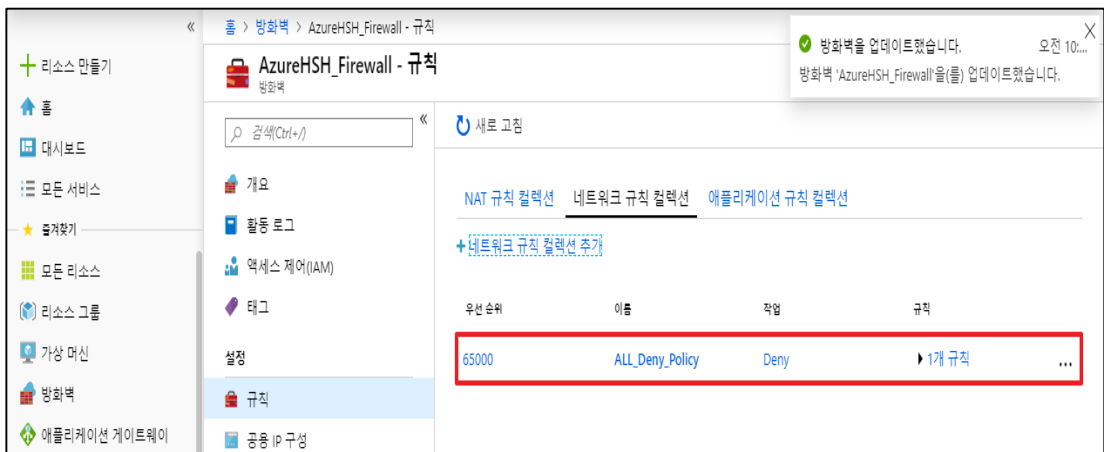 홈 > 방화벽 > AzureHSH_Firewall - 규칙
방화벽을 업데이트했습니다. 오전 10:...
방화벽 'AzureHSH_Firewall'을(를) 업데이트했습니다.
리소스 만들기
홈
대시보드
모든 서비스
즐겨찾기
모든 리소스
리소스 그룹
가상 머신
방화벽
애플리케이션 게이트웨이
AzureHSH_Firewall - 규칙
방화벽
검색(Ctrl+/)
개요
활동 로그
액세스 제어(IAM)
태그
설정
규칙
공용 IP 구성
새로 고침
NAT 규칙 컬렉션 네트워크 규칙 컬렉션 애플리케이션 규칙 컬렉션
+네트워크 규칙 컬렉션 추가
우선 순위 이름 작업 규칙
65000 ALL_Deny_Policy Deny 1개 규칙 ...